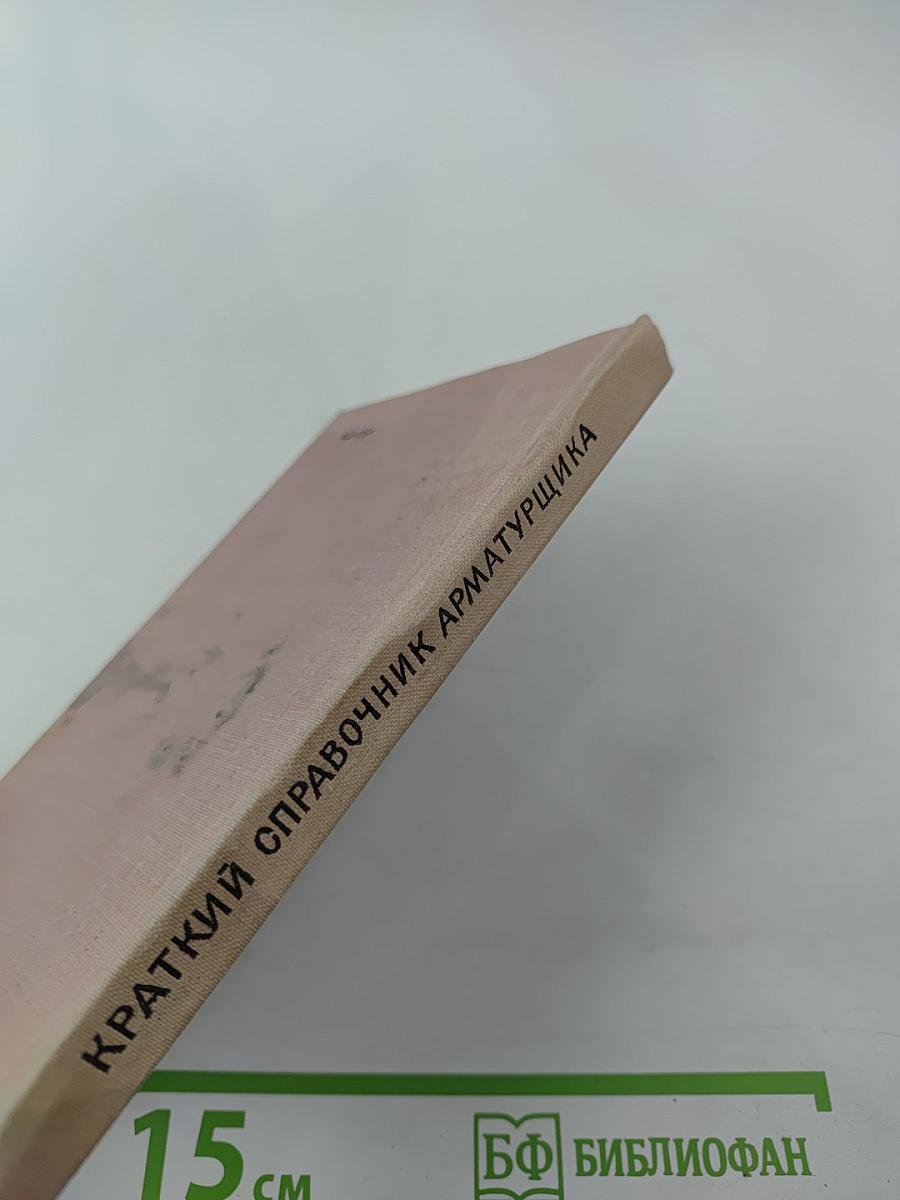 КРАТКИЙ СПРАВОЧНИК АРМАТУРЩИКА
15 см
БФ БИБЛИОФАН